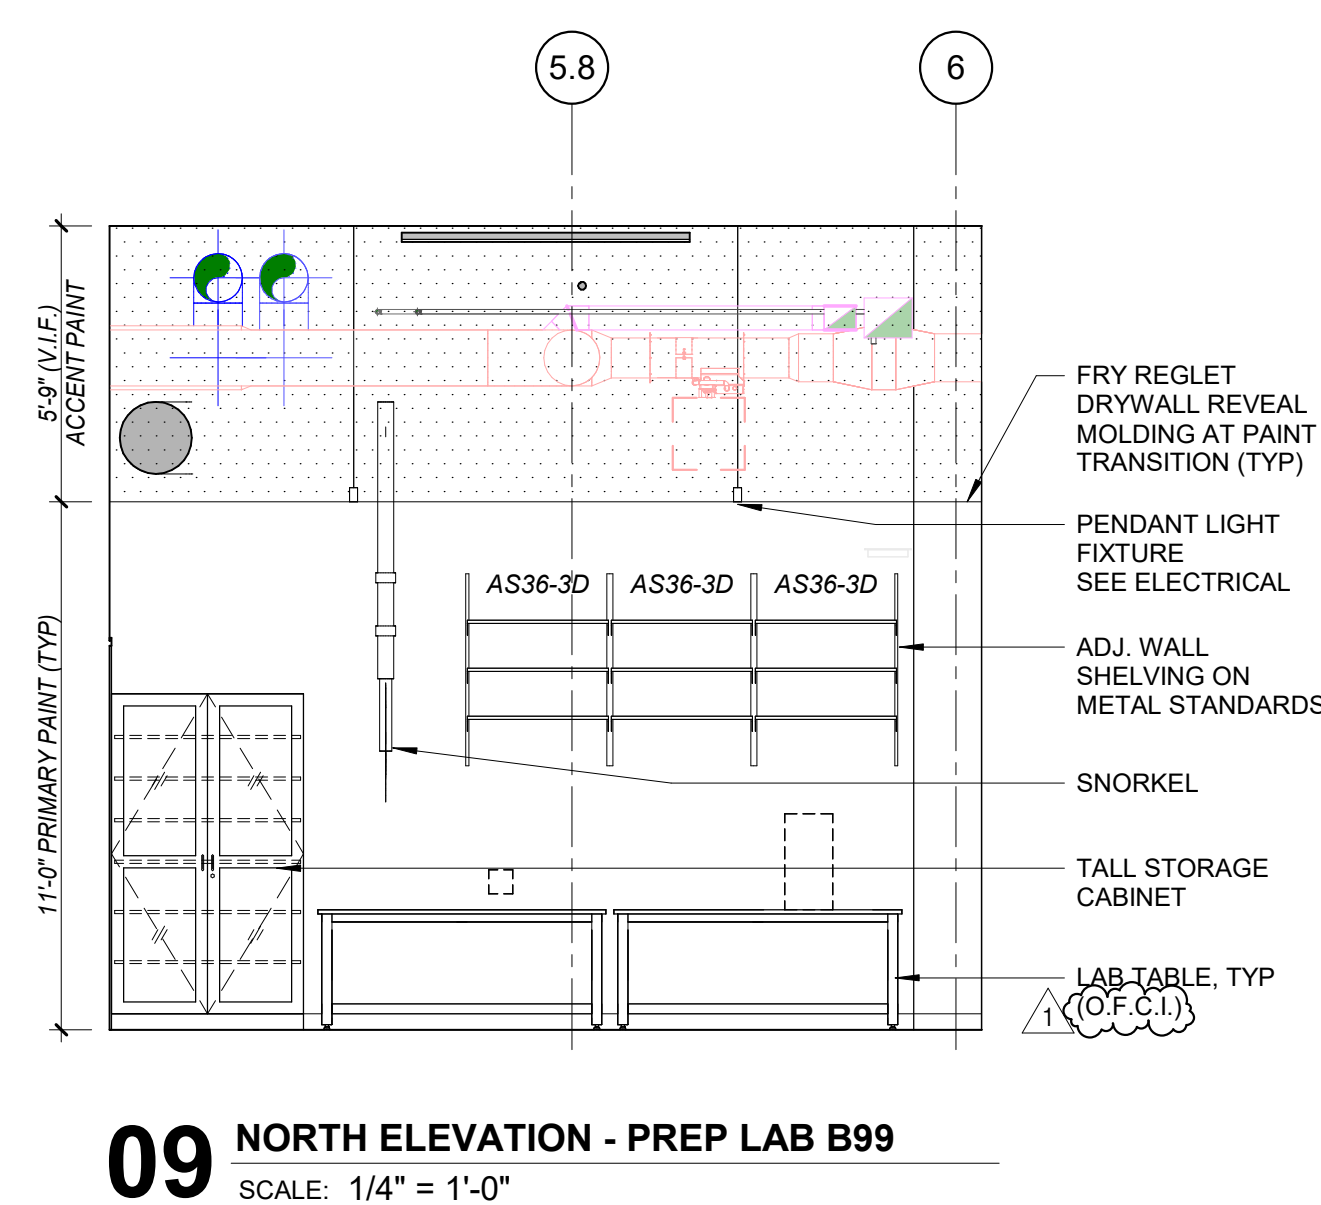 5.8
6
5'-9" (V.I.F.)
ACCENT PAINT
11'-0" PRIMARY PAINT (TYP)
FRY REGLET
DRYWALL REVEAL
MOLDING AT PAINT
TRANSITION (TYP)
PENDANT LIGHT
FIXTURE
SEE ELECTRICAL
AS36-3D AS36-3D AS36-3D
ADJ. WALL
SHELVING ON
METAL STANDARDS
SNORKEL
TALL STORAGE
CABINET
LAB TABLE, TYP
1 (O.F.C.I.)
09 NORTH ELEVATION - PREP LAB B99
SCALE: 1/4" = 1'-0"